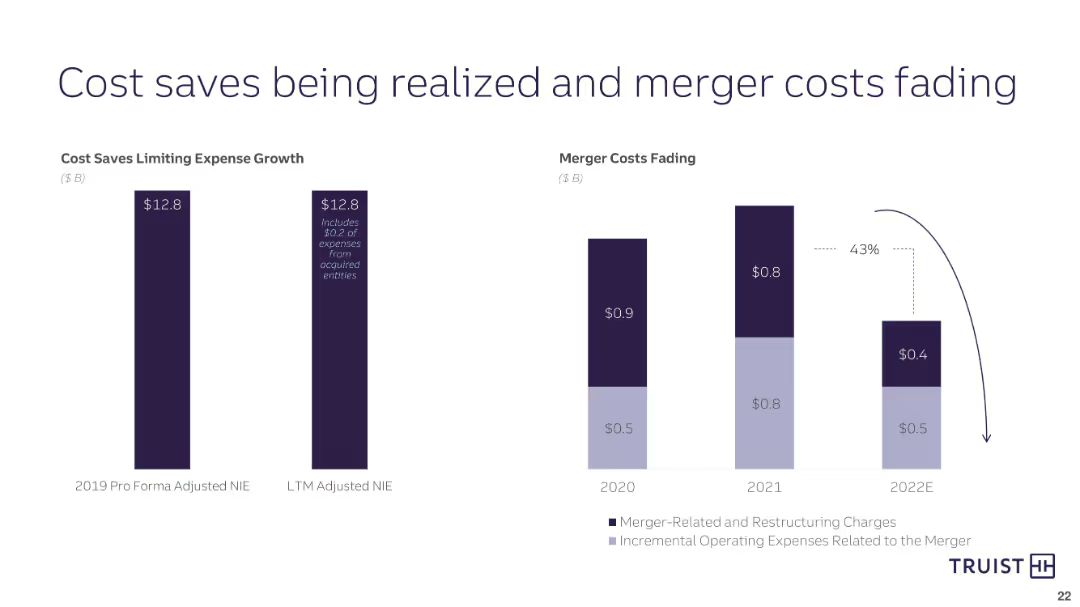 Cost saves being realized and merger costs fading
Cost Saves Limiting Expense Growth
($ B)
$12.8
$12.8
Includes
$0.2 of
expenses
from
acquired
entities
2019 Pro Forma Adjusted NIE
LTM Adjusted NIE
Merger Costs Fading
($ B)
43%
$0.9
$0.5
$0.8
$0.8
$0.4
$0.5
2020
2021
2022E
Merger-Related and Restructuring Charges
Incremental Operating Expenses Related to the Merger
TRUIST
22